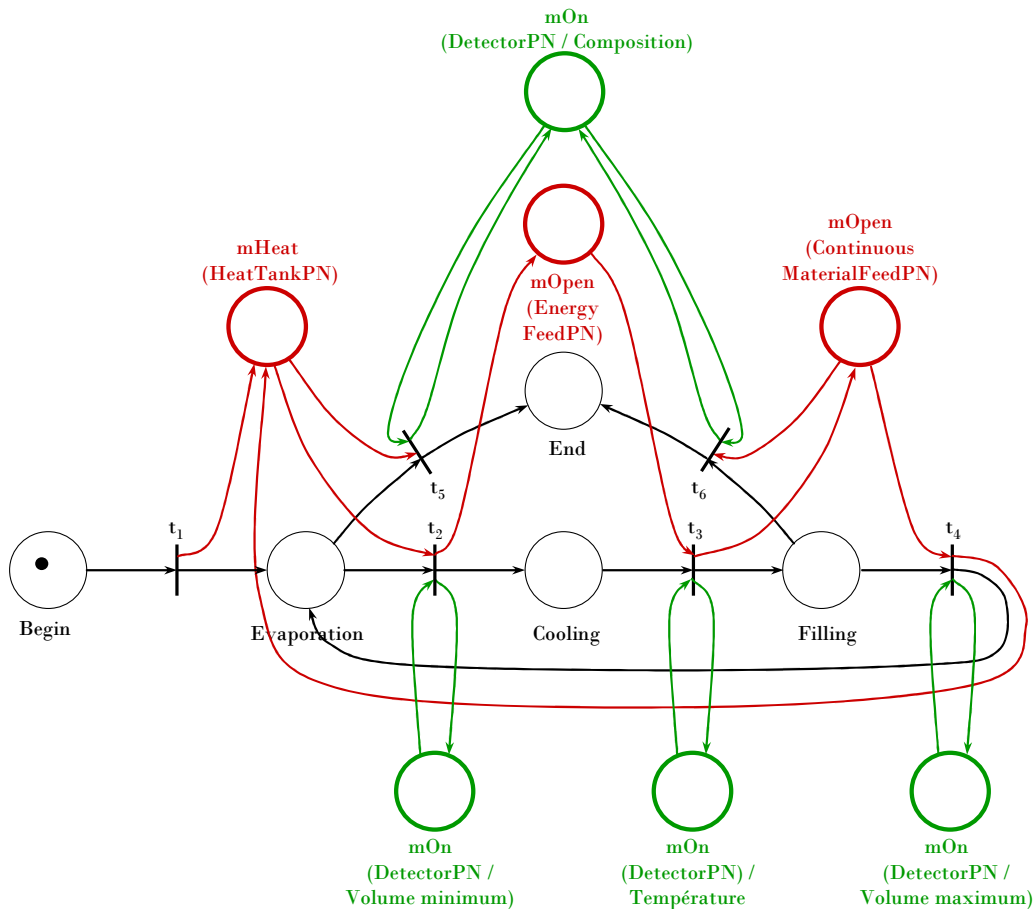 mOn
(DetectorPN / Composition)
mHeat
(HeatTankPN)
mOpen
(Energy
FeedPN)
mOpen
(Continuous
MaterialFeedPN)
End
t5
t6
t1
t2
t3
t4
Begin
Evaporation
Cooling
Filling
mOn
(DetectorPN /
Volume minimum)
mOn
(DetectorPN) /
Température
mOn
(DetectorPN /
Volume maximum)